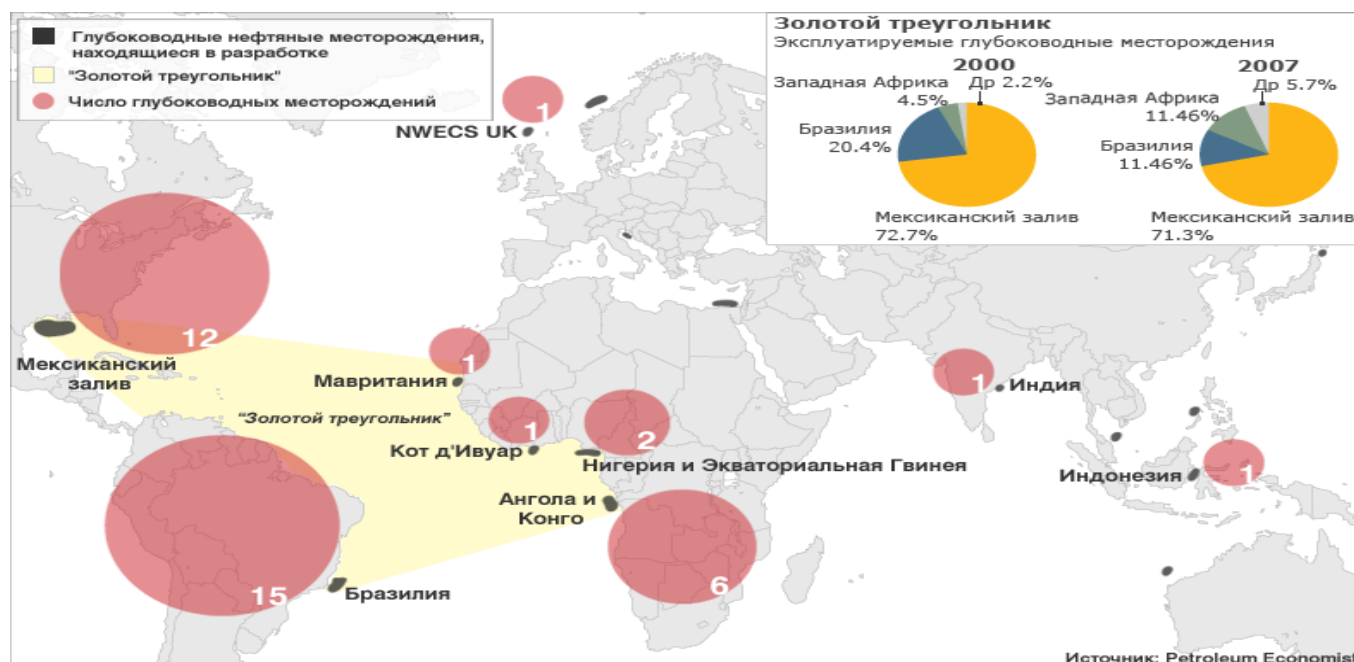 Глубоководные нефтяные месторождения,
находящиеся в разработке
"Золотой треугольник"
Число глубоководных месторождений
Золотой треугольник
Эксплуатируемые глубоководные месторождения
2000
Западная Африка
4.5%
Др 2.2%
Бразилия
20.4%
Мексиканский залив
72.7%
2007
Др 5.7%
Западная Африка
11.46%
Бразилия
11.46%
Мексиканский залив
71.3%
1
NWECS UK
12
Мексиканский
залив
1
Мавритания
"Золотой треугольник"
1
Кот д'Ивуар
2
Нигерия и Экваториальная Гвинея
1
Индия
1
Индонезия
Ангола и
Конго
6
15
Бразилия
Источник: Petroleum Economist